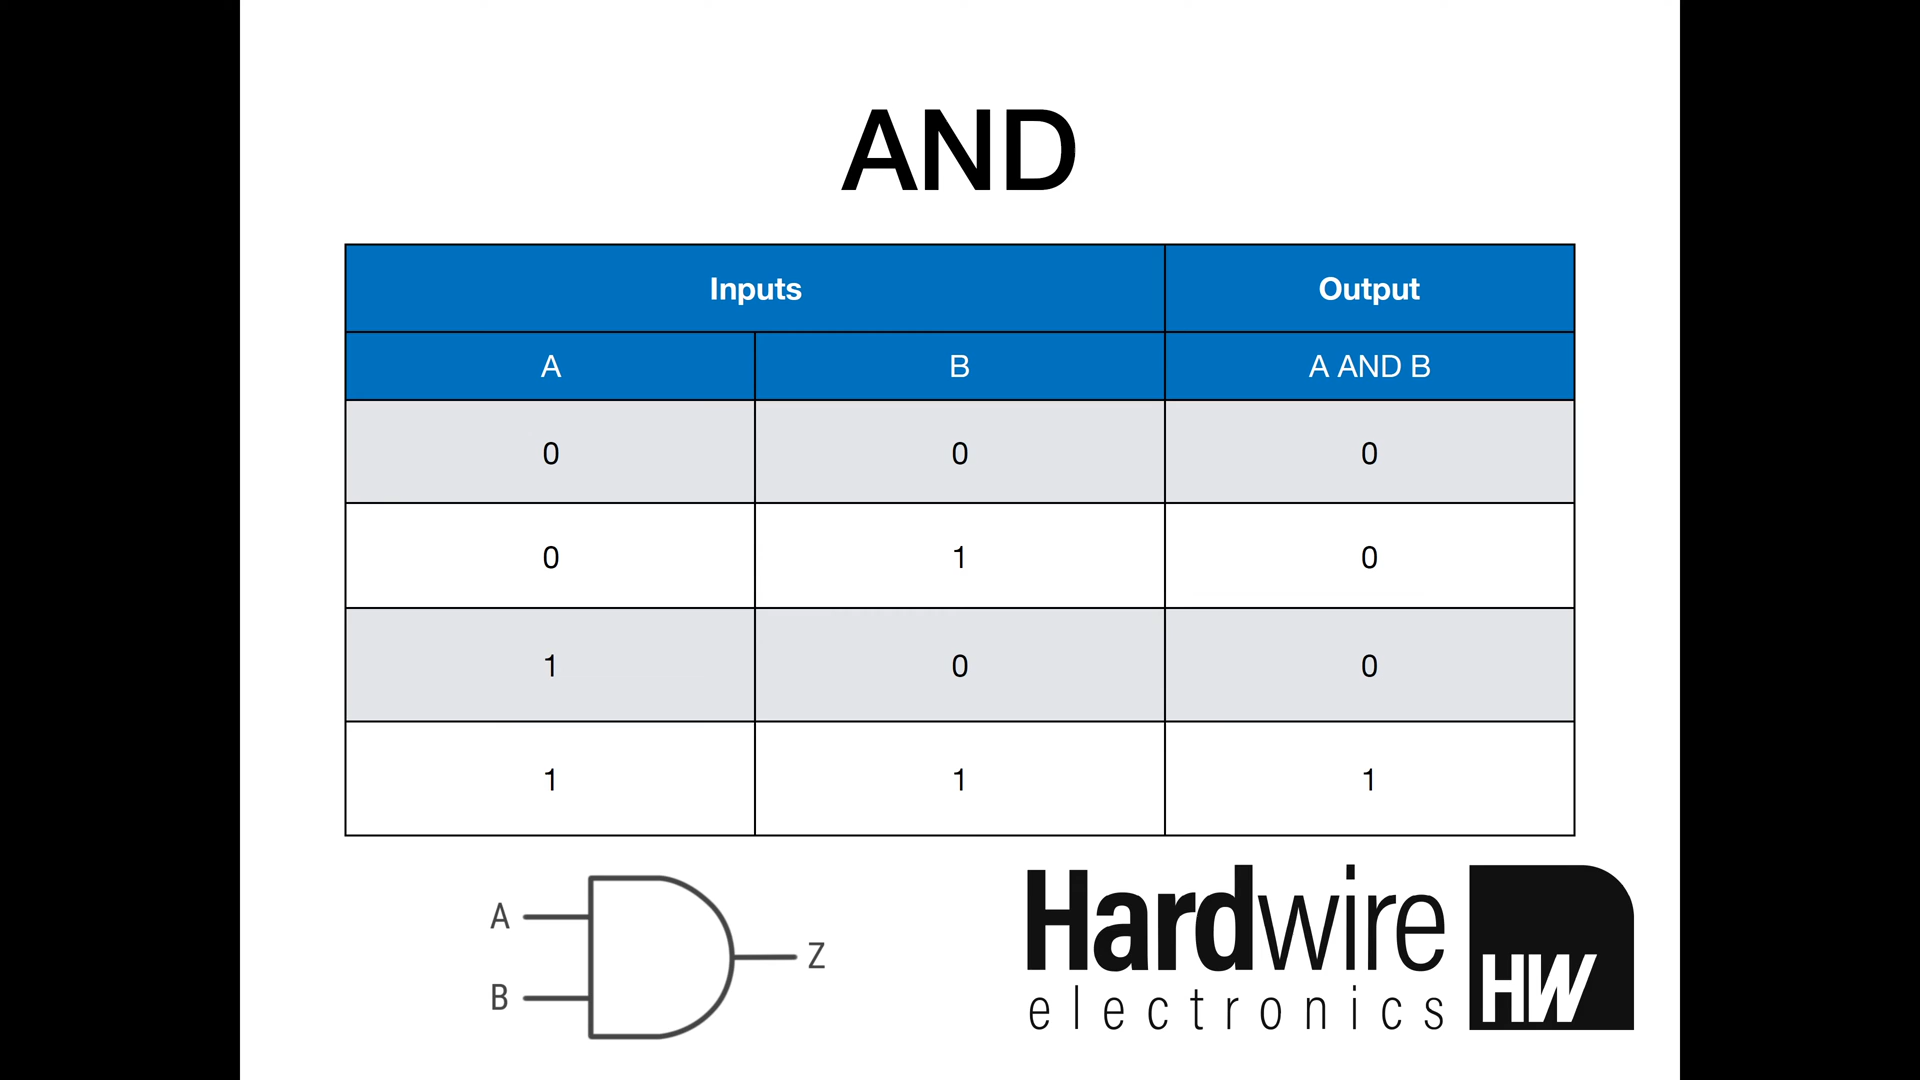 AND
Inputs Output
A B A AND B
0 0 0
0 1 0
1 0 0
1 1 1
A
Z
B
Hardwire
electronics
HW